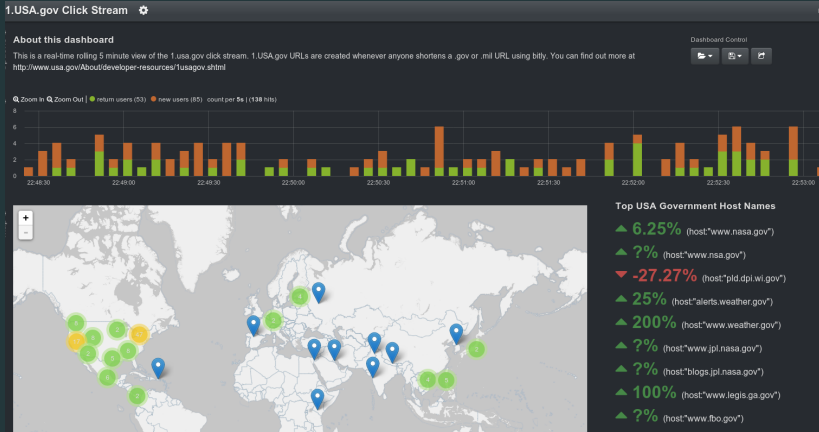 1.USA.gov Click Stream
About this dashboard
Dashboard Control
This is a real-time rolling 5 minute view of the 1.usa.gov click stream. 1.USA.gov URLs are created whenever anyone shortens a .gov or .mil URL using bitly. You can find out more at
http://www.usa.gov/About/developer-resources/1usagov.shtml
Zoom In Zoom Out | return users (53) new users (85) count per 5s | (138 hits)
8
6
4
2
0
22:48:30 22:49:00 22:49:30 22:50:00 22:50:30 22:51:00 22:51:30 22:52:00 22:52:30 22:53:00
+
-
Top USA Government Host Names
6.25% (host:"www.nasa.gov")
?% (host:"www.nsa.gov")
-27.27% (host:"pld.dpi.wi.gov")
25% (host:"alerts.weather.gov")
200% (host:"www.weather.gov")
?% (host:"www.jpl.nasa.gov")
?% (host:"blogs.jpl.nasa.gov")
100% (host:"www.legis.ga.gov")
?% (host:"www.fbo.gov")